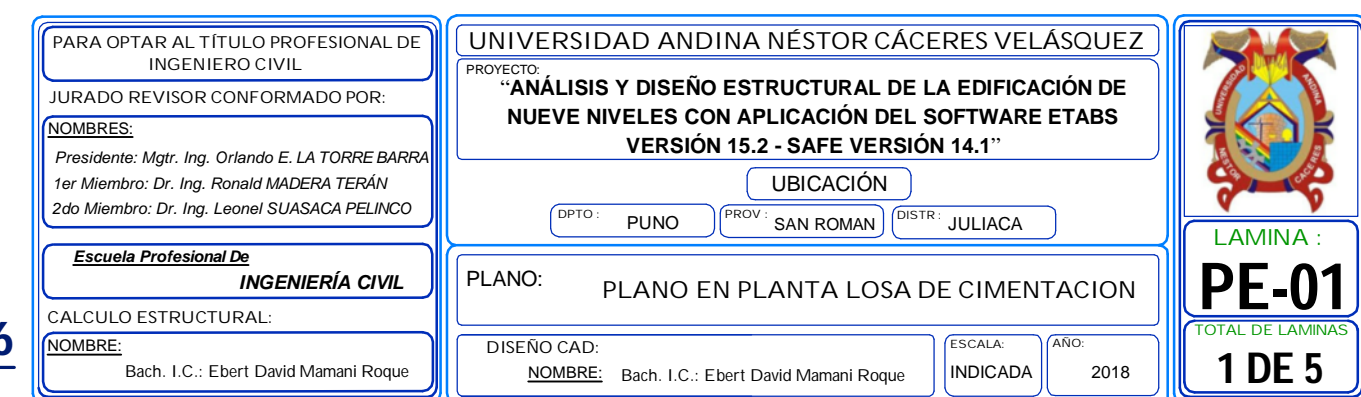 PARA OPTAR AL TÍTULO PROFESIONAL DE
INGENIERO CIVIL
JURADO REVISOR CONFORMADO POR:
NOMBRES:
Presidente: Mgtr. Ing. Orlando E. LA TORRE BARRA
1er Miembro: Dr. Ing. Ronald MADERA TERÁN
2do Miembro: Dr. Ing. Leonel SUASACA PELINCO
Escuela Profesional De
INGENIERÍA CIVIL
CALCULO ESTRUCTURAL:
NOMBRE:
Bach. I.C.: Ebert David Mamani Roque
6
UNIVERSIDAD ANDINA NÉSTOR CÁCERES VELÁSQUEZ
PROYECTO:
“ANÁLISIS Y DISEÑO ESTRUCTURAL DE LA EDIFICACIÓN DE
NUEVE NIVELES CON APLICACIÓN DEL SOFTWARE ETABS
VERSIÓN 15.2 - SAFE VERSIÓN 14.1”
UBICACIÓN
DPTO : PUNO PROV : SAN ROMAN DISTR : JULIACA
PLANO: PLANO EN PLANTA LOSA DE CIMENTACION
DISEÑO CAD:
NOMBRE: Bach. I.C.: Ebert David Mamani Roque
ESCALA:
INDICADA
AÑO:
2018
UNIVERSIDAD ANDINA
NESTOR CACERES
LAMINA :
PE-01
TOTAL DE LAMINAS
1 DE 5